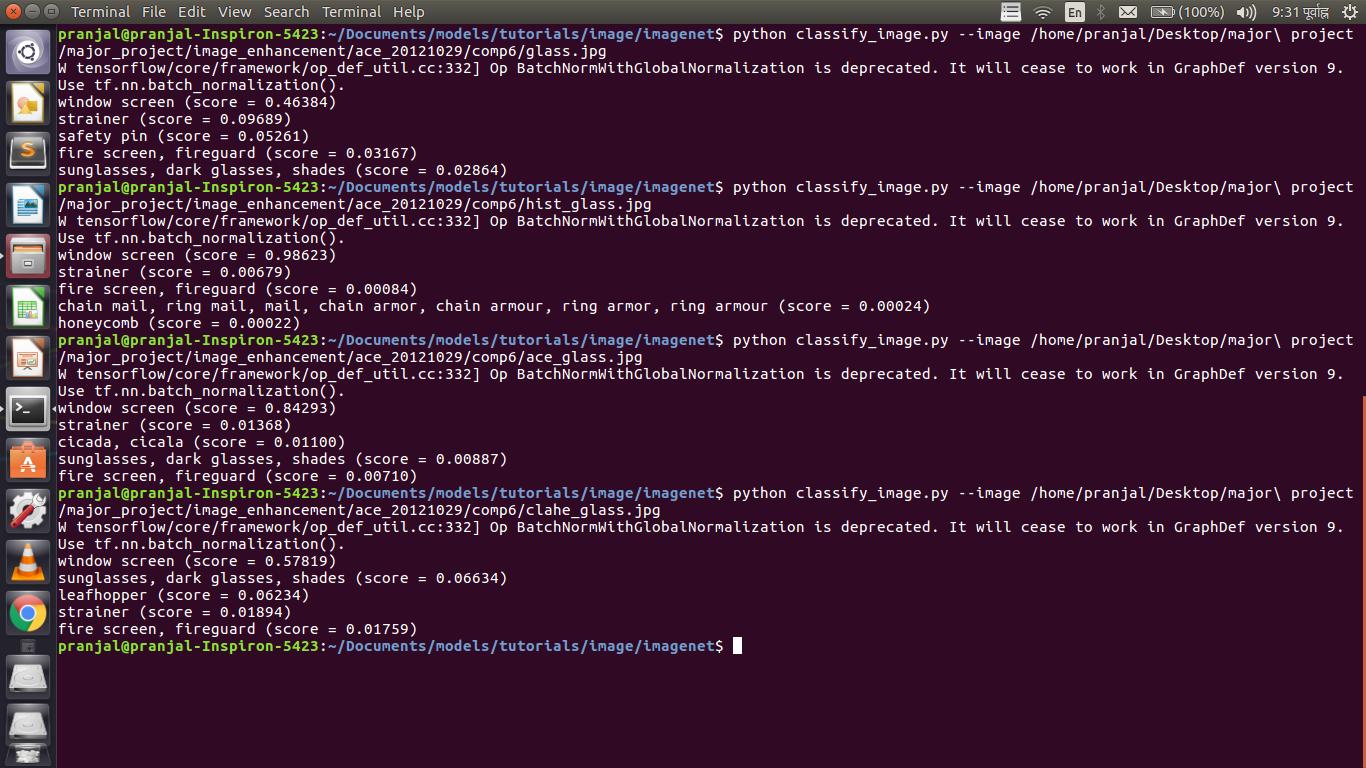 Terminal File Edit View Search Terminal Help En (100%) 9:31 पूर्वाह्न
pranjal@pranjal-Inspiron-5423:~/Documents/models/tutorials/image/imagenet$ python classify_image.py --image /home/pranjal/Desktop/major\ project
/major_project/image_enhancement/ace_20121029/comp6/glass.jpg
W tensorflow/core/framework/op_def_util.cc:332] Op BatchNormWithGlobalNormalization is deprecated. It will cease to work in GraphDef version 9.
Use tf.nn.batch_normalization().
window screen (score = 0.46384)
strainer (score = 0.09689)
safety pin (score = 0.05261)
fire screen, fireguard (score = 0.03167)
sunglasses, dark glasses, shades (score = 0.02864)
pranjal@pranjal-Inspiron-5423:~/Documents/models/tutorials/image/imagenet$ python classify_image.py --image /home/pranjal/Desktop/major\ project
/major_project/image_enhancement/ace_20121029/comp6/hist_glass.jpg
W tensorflow/core/framework/op_def_util.cc:332] Op BatchNormWithGlobalNormalization is deprecated. It will cease to work in GraphDef version 9.
Use tf.nn.batch_normalization().
window screen (score = 0.98623)
strainer (score = 0.00679)
fire screen, fireguard (score = 0.00084)
chain mail, ring mail, mail, chain armor, chain armour, ring armor, ring armour (score = 0.00024)
honeycomb (score = 0.00022)
pranjal@pranjal-Inspiron-5423:~/Documents/models/tutorials/image/imagenet$ python classify_image.py --image /home/pranjal/Desktop/major\ project
/major_project/image_enhancement/ace_20121029/comp6/ace_glass.jpg
W tensorflow/core/framework/op_def_util.cc:332] Op BatchNormWithGlobalNormalization is deprecated. It will cease to work in GraphDef version 9.
Use tf.nn.batch_normalization().
window screen (score = 0.84293)
strainer (score = 0.01368)
cicada, cicala (score = 0.01100)
sunglasses, dark glasses, shades (score = 0.00887)
fire screen, fireguard (score = 0.00710)
pranjal@pranjal-Inspiron-5423:~/Documents/models/tutorials/image/imagenet$ python classify_image.py --image /home/pranjal/Desktop/major\ project
/major_project/image_enhancement/ace_20121029/comp6/clahe_glass.jpg
W tensorflow/core/framework/op_def_util.cc:332] Op BatchNormWithGlobalNormalization is deprecated. It will cease to work in GraphDef version 9.
Use tf.nn.batch_normalization().
window screen (score = 0.57819)
sunglasses, dark glasses, shades (score = 0.06634)
leafhopper (score = 0.06234)
strainer (score = 0.01894)
fire screen, fireguard (score = 0.01759)
pranjal@pranjal-Inspiron-5423:~/Documents/models/tutorials/image/imagenet$